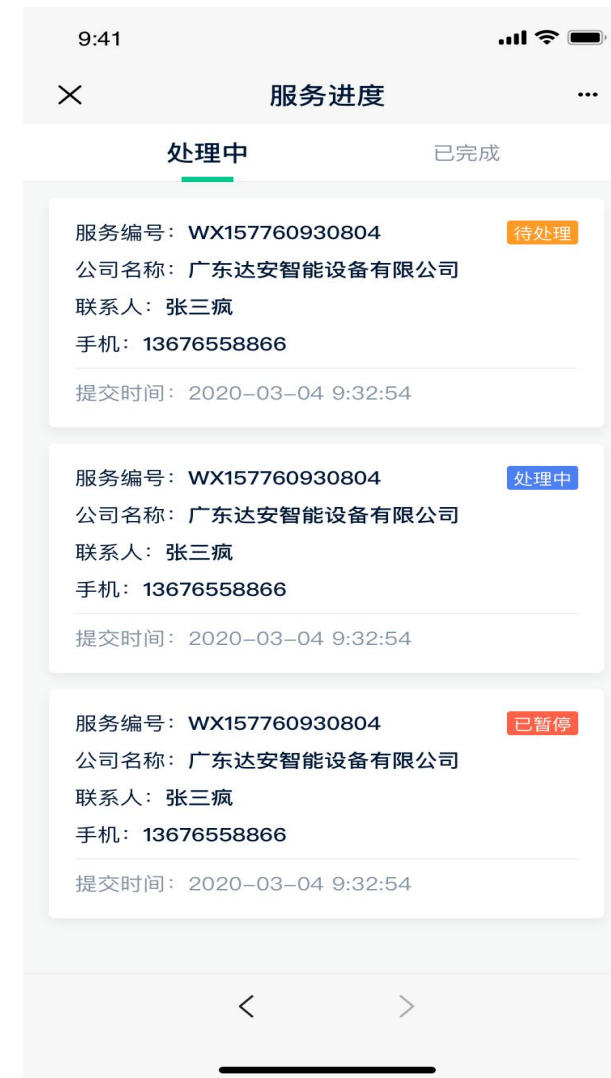 9:41
服务进度
处理中 已完成
服务编号：WX157760930804 待处理
公司名称：广东达安智能设备有限公司
联系人：张三疯
手机：13676558866
提交时间：2020-03-04 9:32:54
服务编号：WX157760930804 处理中
公司名称：广东达安智能设备有限公司
联系人：张三疯
手机：13676558866
提交时间：2020-03-04 9:32:54
服务编号：WX157760930804 已暂停
公司名称：广东达安智能设备有限公司
联系人：张三疯
手机：13676558866
提交时间：2020-03-04 9:32:54